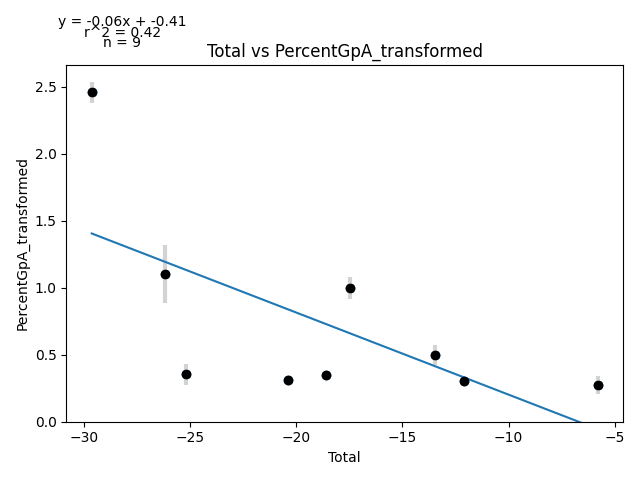 y = -0.06x + -0.41
r^2 = 0.42
n = 9
Total vs PercentGpA_transformed
PercentGpA_transformed
2.5
2.0
1.5
1.0
0.5
0.0
−30
−25
−20
−15
−10
−5
Total